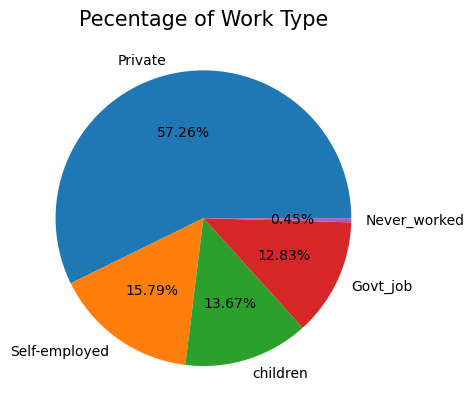 Pecentage of Work Type
Private
57.26%
0.45%
Never_worked
12.83%
Govt_job
15.79%
13.67%
Self-employed
children